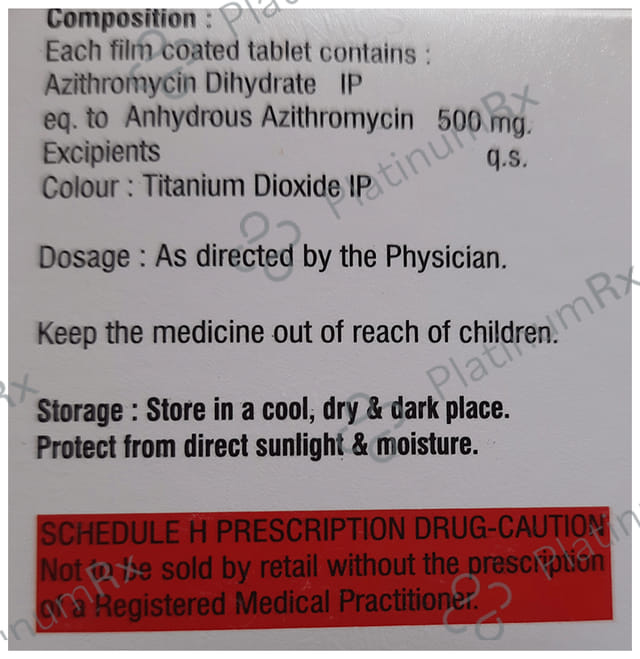 Composition :
Each film coated tablet contains :
Azithromycin Dihydrate IP
eq. to Anhydrous Azithromycin 500 mg.
Excipients q.s.
Colour : Titanium Dioxide IP
Dosage : As directed by the Physician.
Keep the medicine out of reach of children.
Storage : Store in a cool, dry & dark place.
Protect from direct sunlight & moisture.
SCHEDULE H PRESCRIPTION DRUG-CAUTION
Not to be sold by retail without the prescription
of a Registered Medical Practitioner.
PlatinumRx
PlatinumRx
PlatinumRx